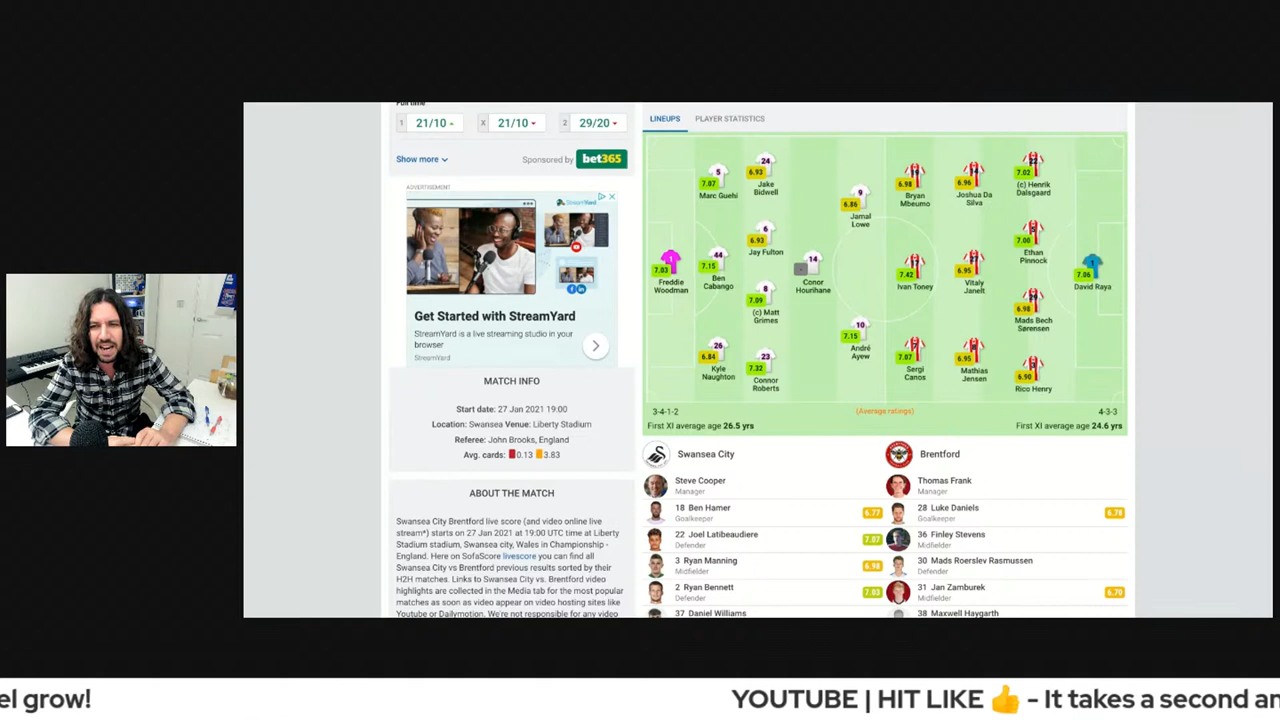 Full time
1 21/10 X 21/10 2 29/20
Show more
Sponsored by bet365
ADVERTISEMENT
StreamYard
Get Started with StreamYard
StreamYard is a live streaming studio in your
browser
StreamYard
MATCH INFO
Start date: 27 Jan 2021 19:00
Location: Swansea Venue: Liberty Stadium
Referee: John Brooks, England
Avg. cards: 0.13 3.83
ABOUT THE MATCH
Swansea City Brentford live score (and video online live
stream*) starts on 27 Jan 2021 at 19:00 UTC time at Liberty
Stadium stadium, Swansea city, Wales in Championship -
England. Here on SofaScore livescore you can find all
Swansea City vs Brentford previous results sorted by their
H2H matches. Links to Swansea City vs. Brentford video
highlights are collected in the Media tab for the most popular
matches as soon as video appear on video hosting sites like
Youtube or Dailymotion. We're not responsible for any video
LINEUPS PLAYER STATISTICS
1
7.03
Freddie
Woodman
5
7.07
Marc Guehi
44
7.15
Ben
Cabango
26
6.84
Kyle
Naughton
24
6.93
Jake
Bidwell
6
6.93
Jay Fulton
8
7.09
(c) Matt
Grimes
23
7.32
Connor
Roberts
14
-
Conor
Hourihane
9
6.86
Jamal
Lowe
10
7.15
André
Ayew
6.98
Bryan
Mbeumo
17
7.42
Ivan Toney
7
7.07
Sergi
Canos
6.96
Joshua Da
Silva
6.95
Vitaly
Janelt
8
6.95
Mathias
Jensen
7.02
(c) Henrik
Dalsgaard
5
7.00
Ethan
Pinnock
6.98
Mads Bech
Sørensen
3
6.90
Rico Henry
1
7.06
David Raya
3-4-1-2 (Average ratings) 4-3-3
First XI average age 26.5 yrs First XI average age 24.6 yrs
Swansea City Brentford
Steve Cooper
Manager
Thomas Frank
Manager
18 Ben Hamer 6.77
Goalkeeper
28 Luke Daniels 6.78
Goalkeeper
22 Joel Latibeaudiere 7.07
Defender
36 Finley Stevens
Midfielder
3 Ryan Manning 6.98
Midfielder
30 Mads Roerslev Rasmussen
Defender
2 Ryan Bennett 7.03
Defender
31 Jan Zamburek 6.70
Midfielder
37 Daniel Williams
38 Maxwell Haygarth
el grow! YOUTUBE | HIT LIKE 👍 - It takes a second an